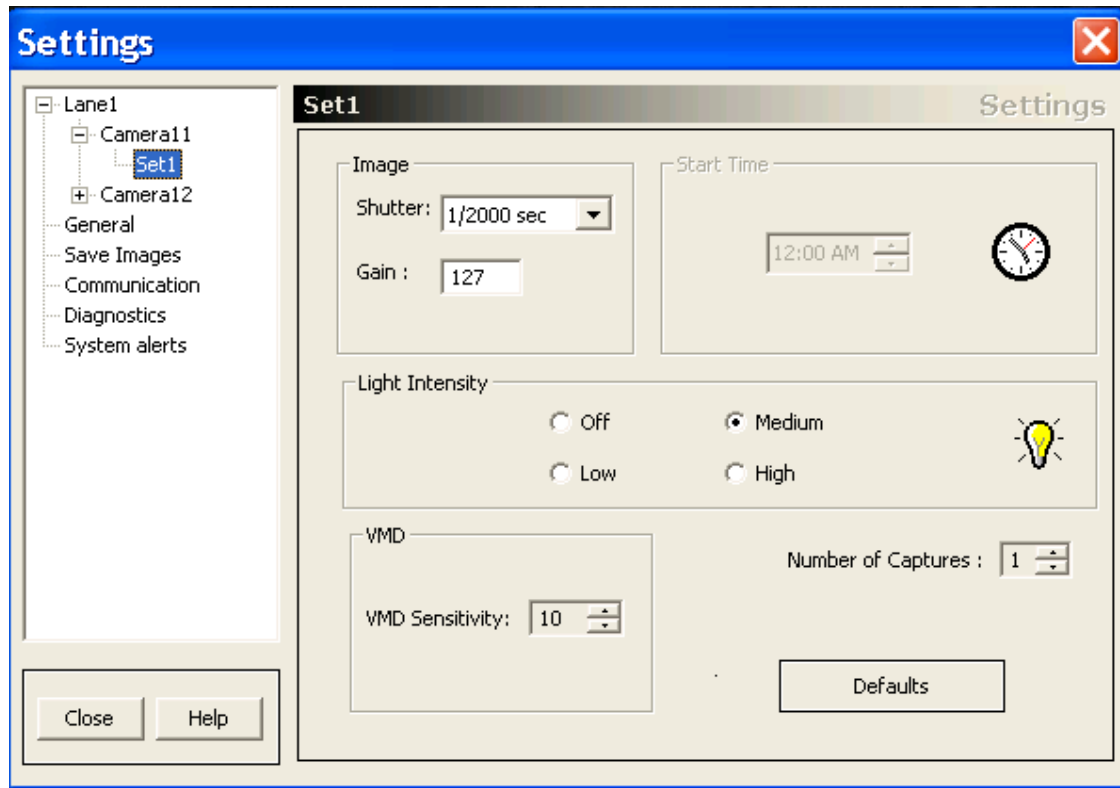 Settings
Lane1
Camera11
Set1
Camera12
General
Save Images
Communication
Diagnostics
System alerts
Close
Help
Set1
Settings
Image
Shutter: 1/2000 sec
Gain : 127
Start Time
12:00 AM
Light Intensity
Off
Medium
Low
High
VMD
VMD Sensitivity: 10
Number of Captures : 1
Defaults